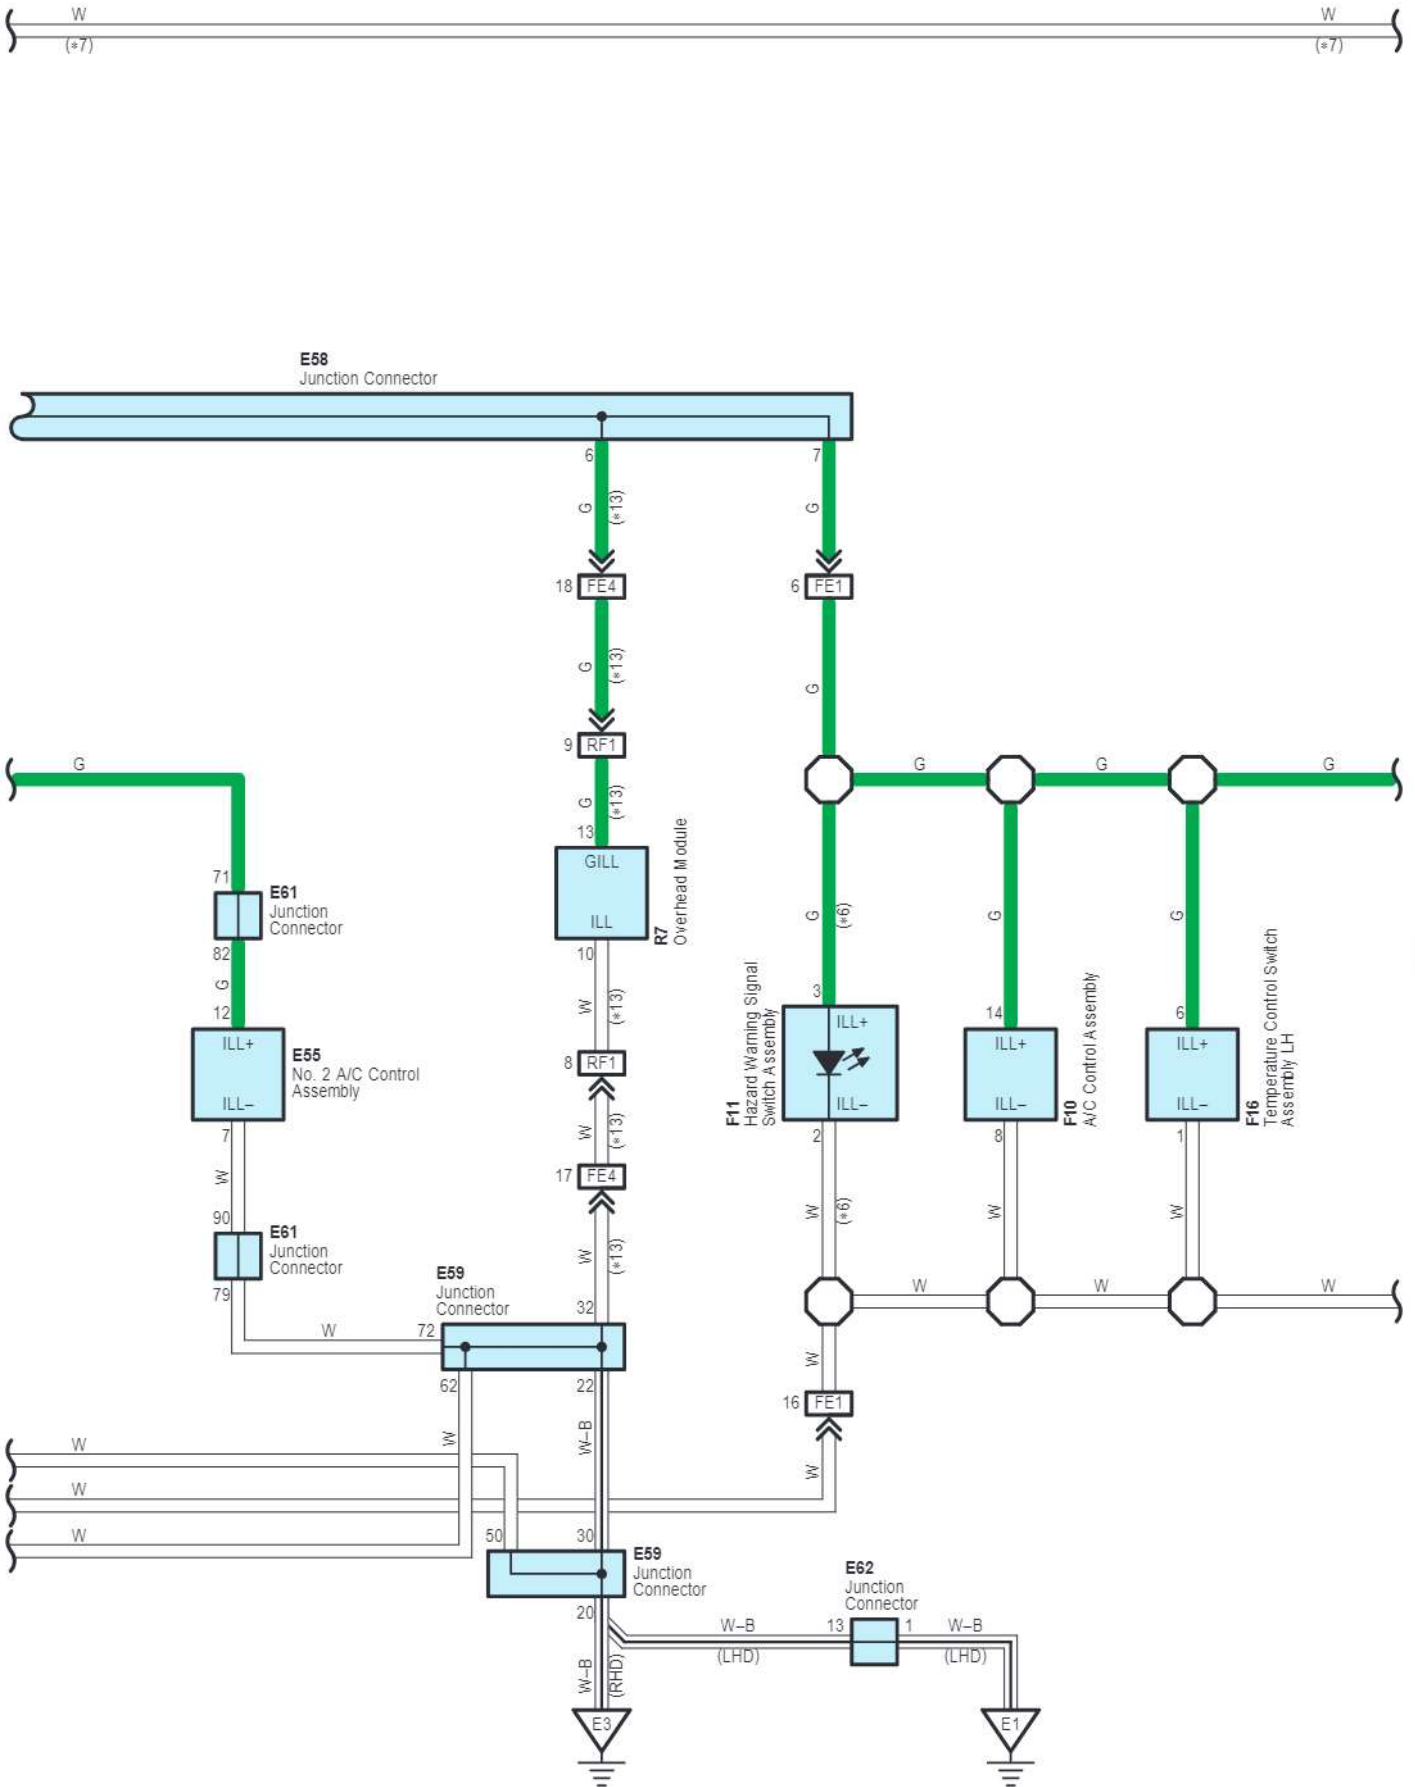 W
W
(*7)
(*7)
E58
Junction Connector
6
7
G
(*13)
G
18
FE4
6
FE1
G
(*13)
G
9
RF1
G
G
G
G
G
(*13)
13
71
GILL
ILL
R7
Overhead Module
E61
Junction
Connector
82
G
12
10
G
(*6)
G
G
3
14
6
ILL+
ILL–
E55
No. 2 A/C Control
Assembly
W
(*13)
8
RF1
F11
Hazard Warning Signal
Switch Assembly
ILL+
ILL–
ILL+
ILL–
F10
A/C Control Assembly
ILL+
ILL–
F16
Temperature Control Switch
Assembly LH
7
W
W
(*13)
2
8
1
17
FE4
90
E61
Junction
Connector
79
W
(*13)
W
(*6)
W
W
E59
Junction
Connector
32
W
W
W
W
72
62
22
W
16
FE1
W
W–B
W
W
W
W
50
30
E59
Junction
Connector
20
E62
Junction
Connector
W–B
(LHD)
13
1
W–B
(LHD)
W–B
(RHD)
E3
E1